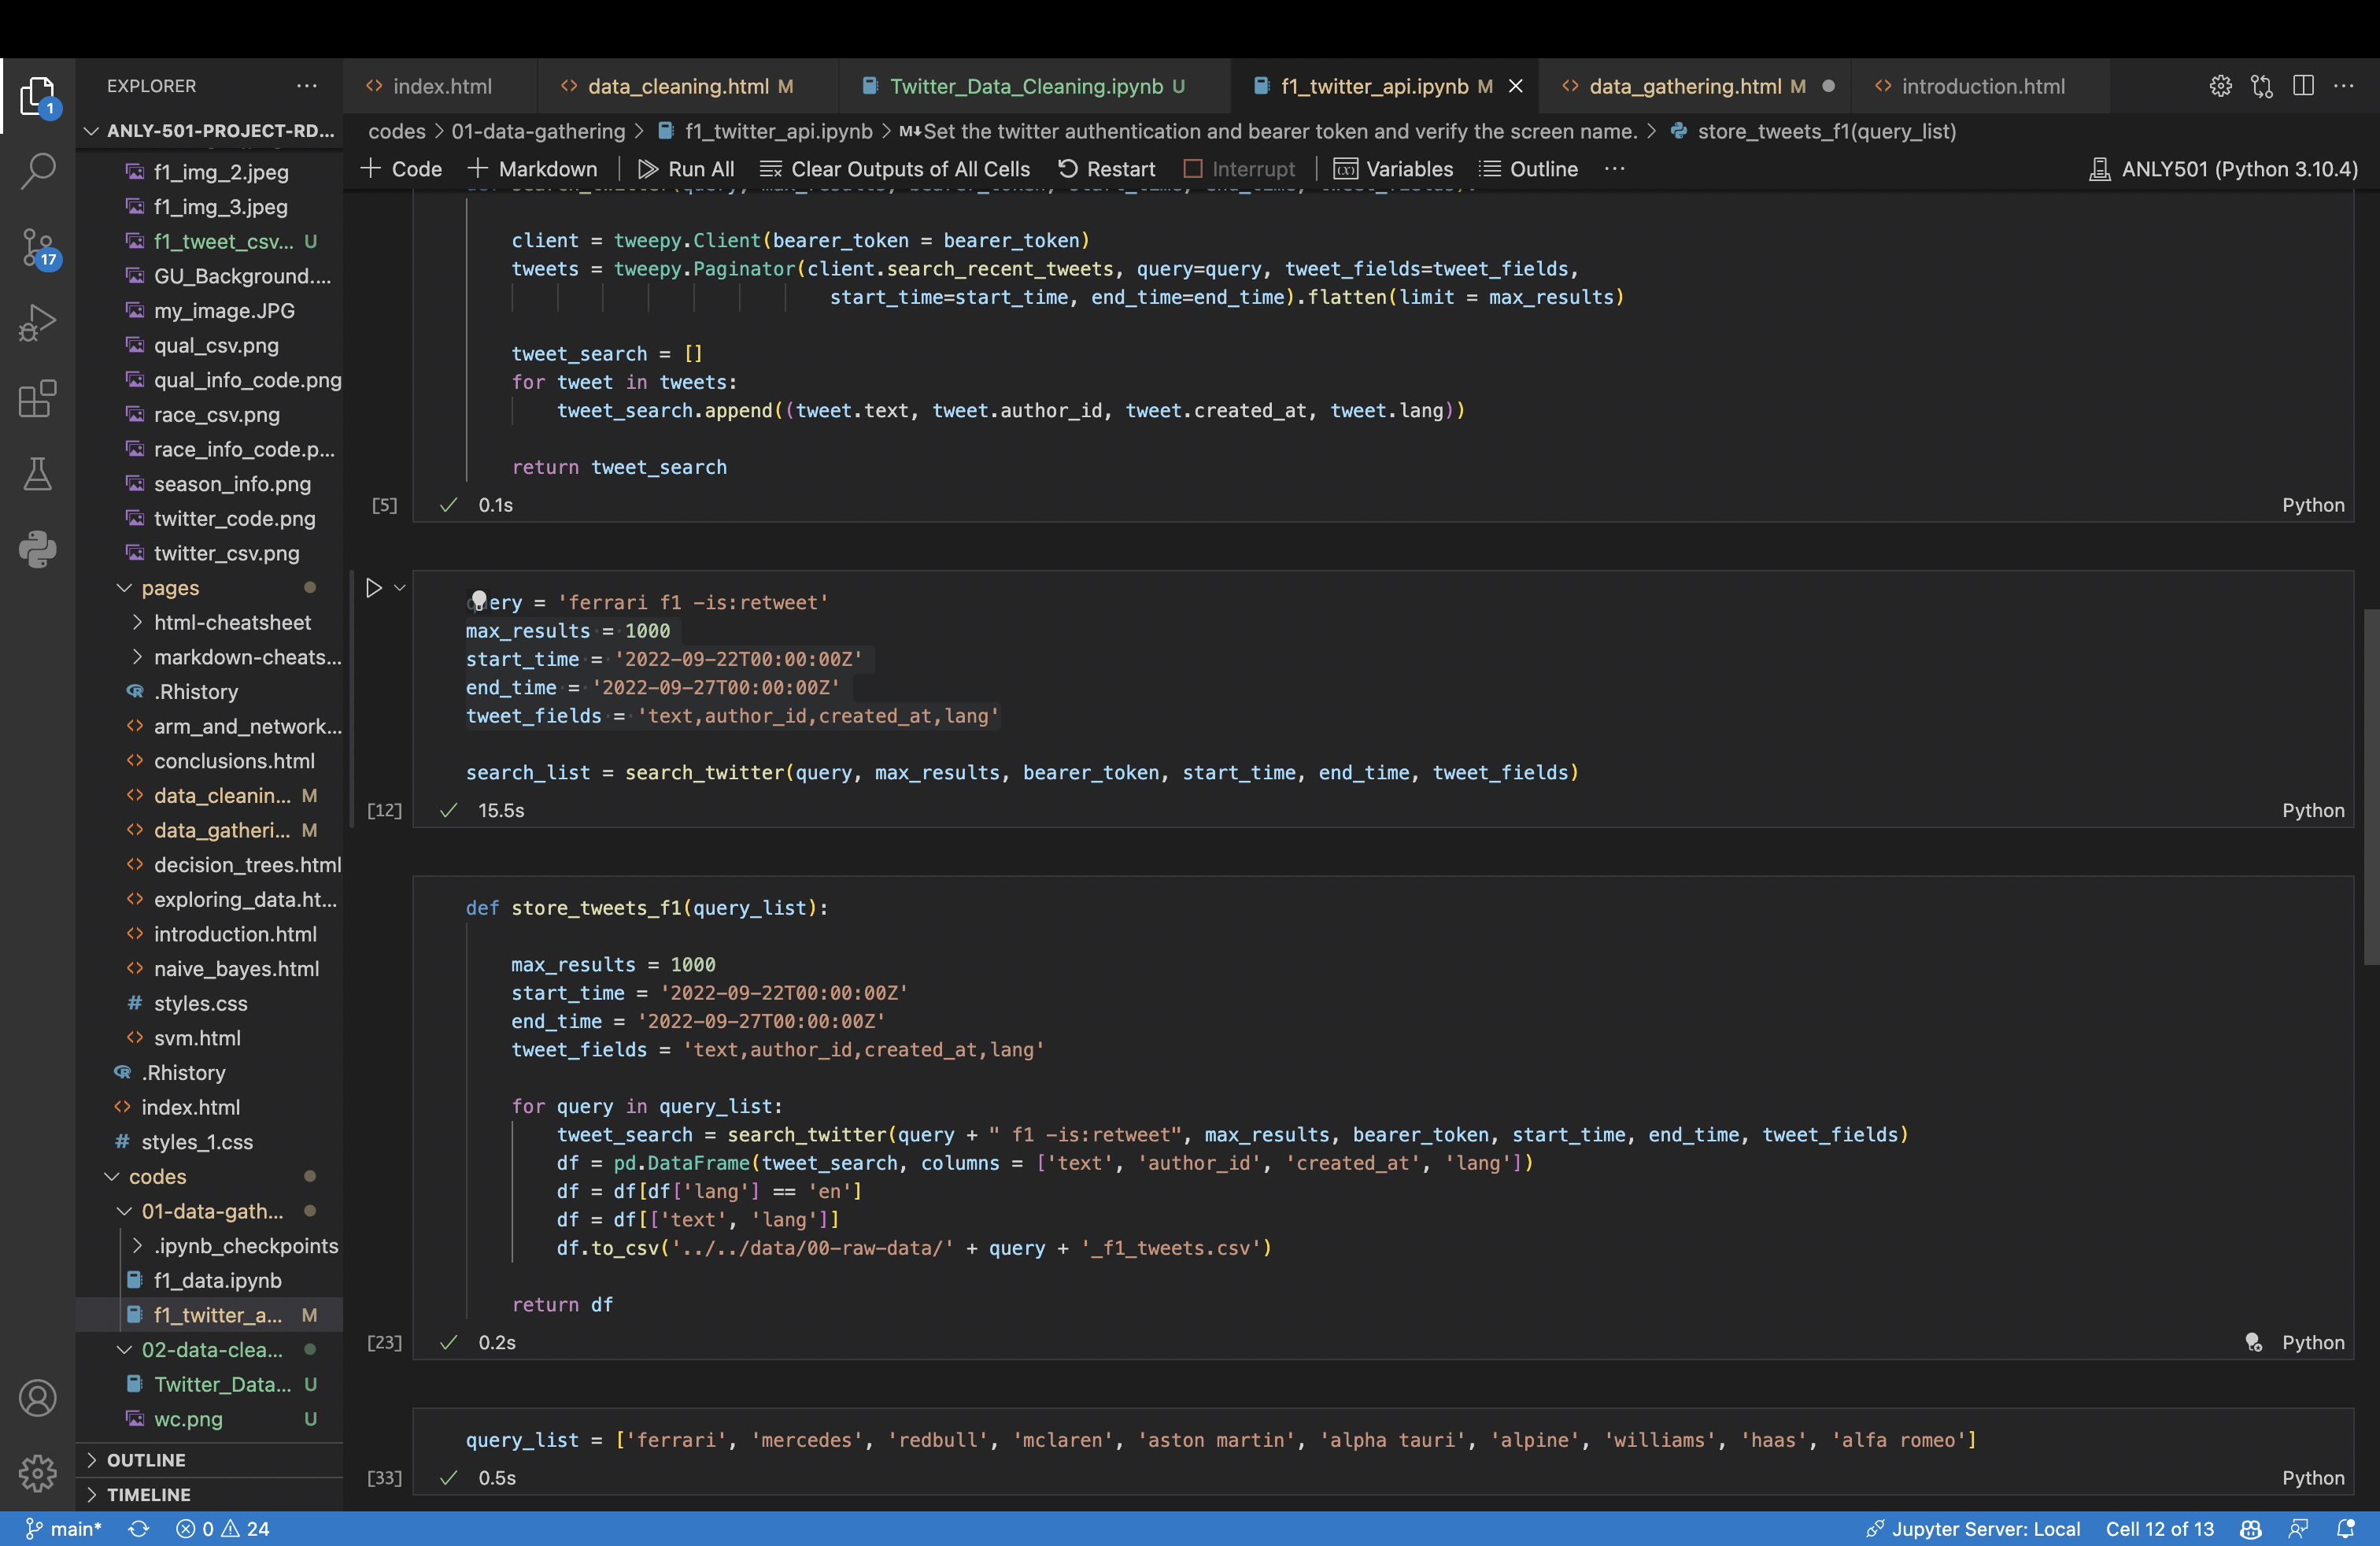 EXPLORER
index.html
data_cleaning.html M
Twitter_Data_Cleaning.ipynb U
f1_twitter_api.ipynb M
data_gathering.html M
introduction.html
codes > 01-data-gathering > f1_twitter_api.ipynb > M↓Set the twitter authentication and bearer token and verify the screen name. > store_tweets_f1(query_list)
+ Code + Markdown Run All Clear Outputs of All Cells Restart Interrupt Variables Outline ... ANLY501 (Python 3.10.4)
1
17
ANLY-501-PROJECT-RD...
f1_img_2.jpeg
f1_img_3.jpeg
f1_tweet_csv... U
GU_Background....
my_image.JPG
qual_csv.png
qual_info_code.png
race_csv.png
race_info_code.p...
season_info.png
twitter_code.png
twitter_csv.png
pages
html-cheatsheet
markdown-cheats...
.Rhistory
arm_and_network...
conclusions.html
data_cleanin... M
data_gatheri... M
decision_trees.html
exploring_data.ht...
introduction.html
naive_bayes.html
styles.css
svm.html
.Rhistory
index.html
styles_1.css
codes
01-data-gath...
.ipynb_checkpoints
f1_data.ipynb
f1_twitter_a... M
02-data-clea...
Twitter_Data... U
wc.png U
OUTLINE
TIMELINE
client = tweepy.Client(bearer_token = bearer_token)
tweets = tweepy.Paginator(client.search_recent_tweets, query=query, tweet_fields=tweet_fields,
start_time=start_time, end_time=end_time).flatten(limit = max_results)
tweet_search = []
for tweet in tweets:
tweet_search.append((tweet.text, tweet.author_id, tweet.created_at, tweet.lang))
return tweet_search
[5] 0.1s Python
query = 'ferrari f1 -is:retweet'
max_results = 1000
start_time = '2022-09-22T00:00:00Z'
end_time = '2022-09-27T00:00:00Z'
tweet_fields = 'text,author_id,created_at,lang'
search_list = search_twitter(query, max_results, bearer_token, start_time, end_time, tweet_fields)
[12] 15.5s Python
def store_tweets_f1(query_list):
max_results = 1000
start_time = '2022-09-22T00:00:00Z'
end_time = '2022-09-27T00:00:00Z'
tweet_fields = 'text,author_id,created_at,lang'
for query in query_list:
tweet_search = search_twitter(query + " f1 -is:retweet", max_results, bearer_token, start_time, end_time, tweet_fields)
df = pd.DataFrame(tweet_search, columns = ['text', 'author_id', 'created_at', 'lang'])
df = df[df['lang'] == 'en']
df = df[['text', 'lang']]
df.to_csv('../../data/00-raw-data/' + query + '_f1_tweets.csv')
return df
[23] 0.2s Python
query_list = ['ferrari', 'mercedes', 'redbull', 'mclaren', 'aston martin', 'alpha tauri', 'alpine', 'williams', 'haas', 'alfa romeo']
[33] 0.5s Python
main* 0 24 Jupyter Server: Local Cell 12 of 13